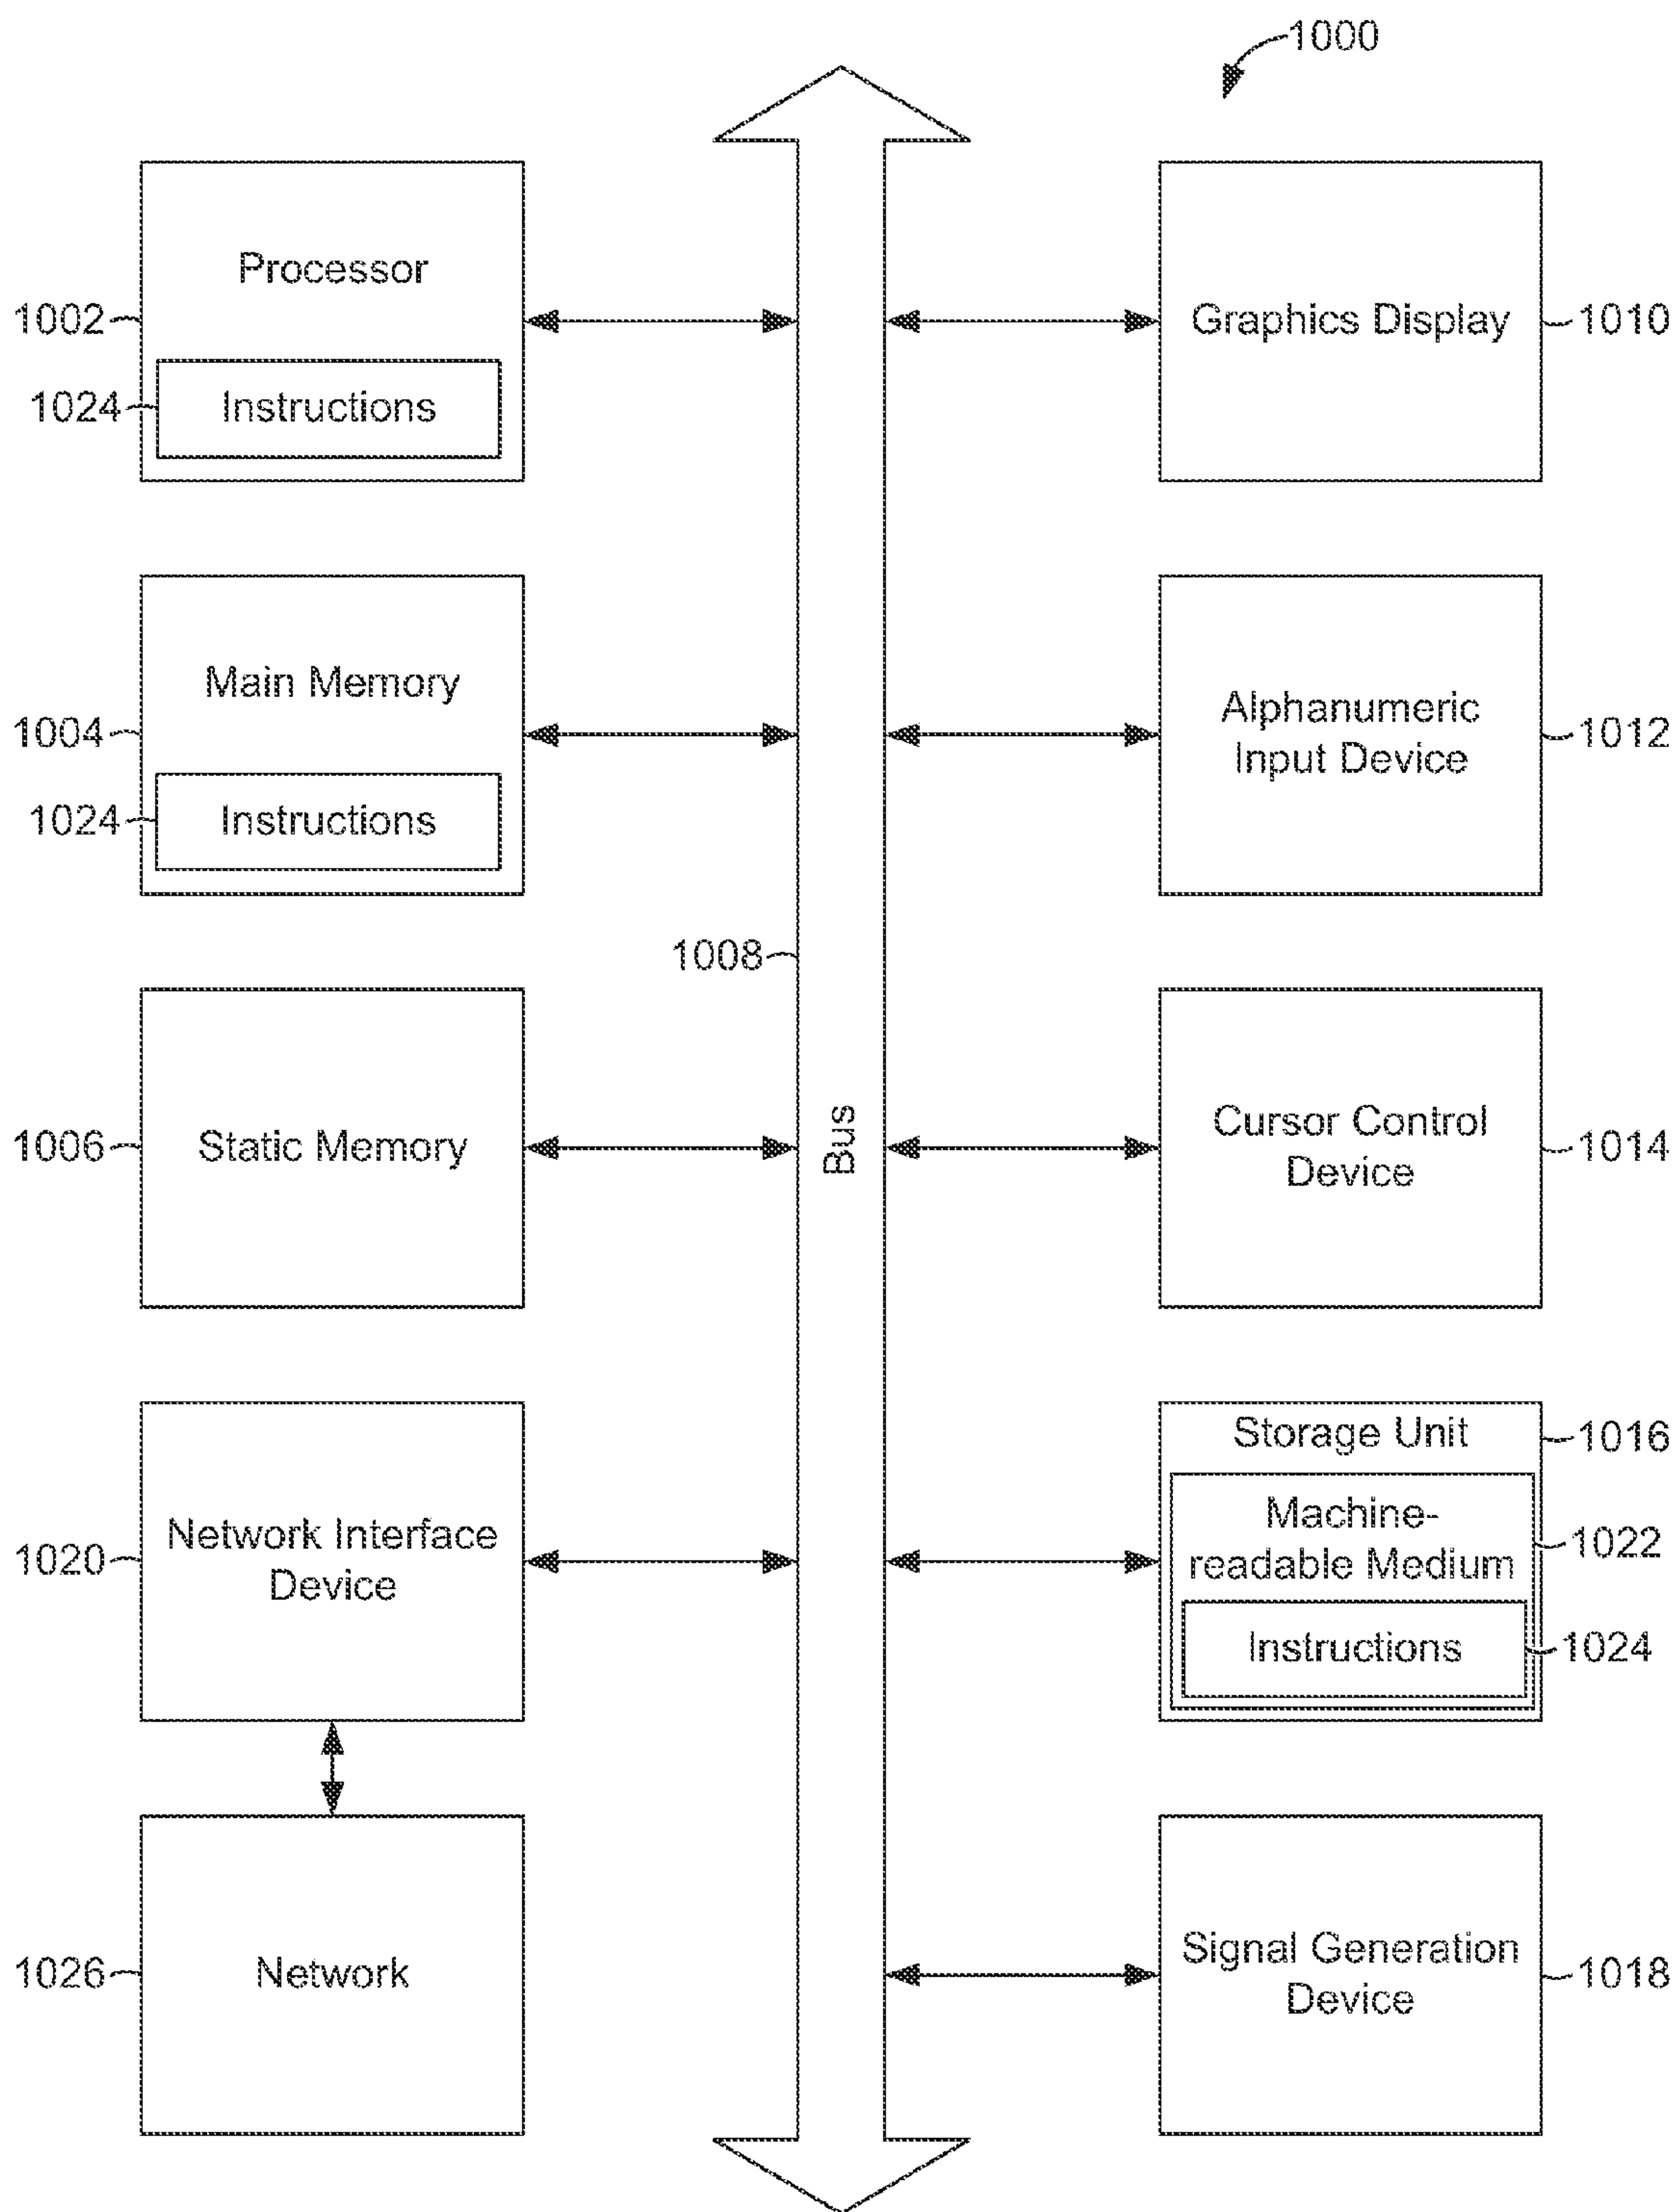 1000
Processor
1002
1024
Instructions
Graphics Display
1010
Main Memory
1004
1024
Instructions
Alphanumeric
Input Device
1012
1008
Bus
1006
Static Memory
Cursor Control
Device
1014
Network Interface
Device
1020
Storage Unit
1016
Machine-
readable Medium
1022
Instructions
1024
1026
Network
Signal Generation
Device
1018